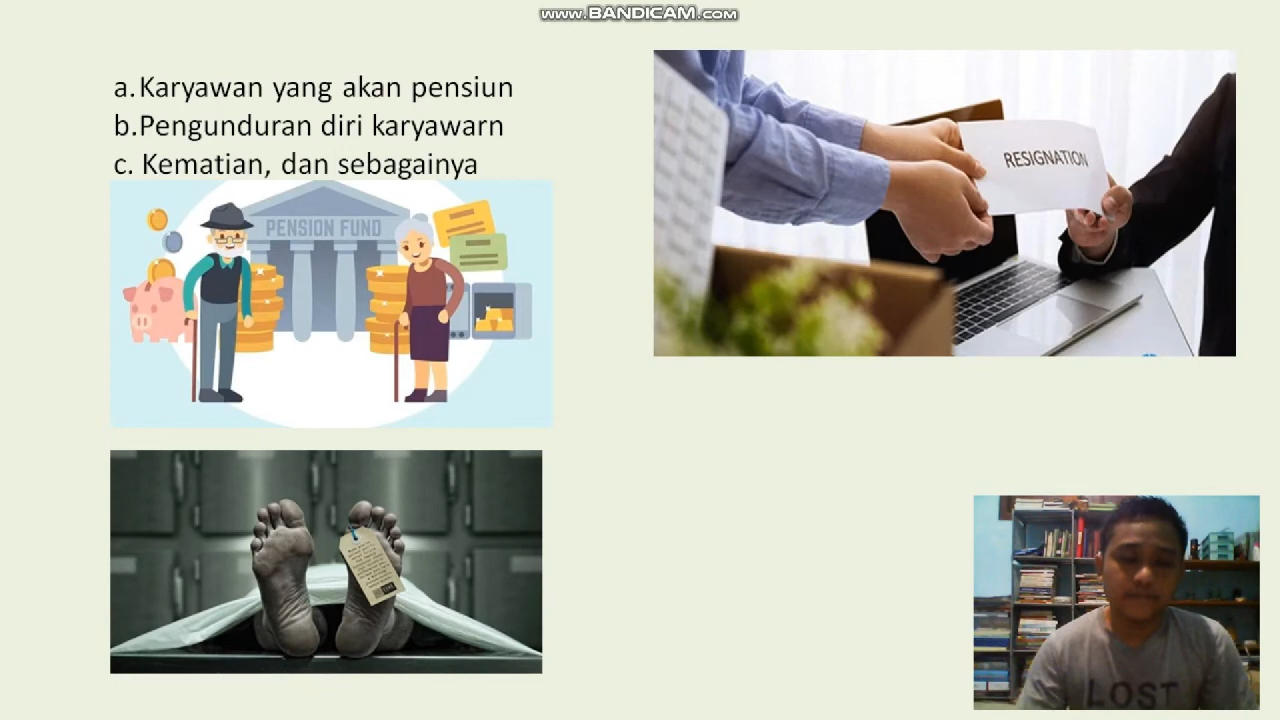 www.BANDICAM.com
a.Karyawan yang akan pensiun
b.Pengunduran diri karyawarn
c. Kematian, dan sebagainya
PENSION FUND
RESIGNATION
LOST